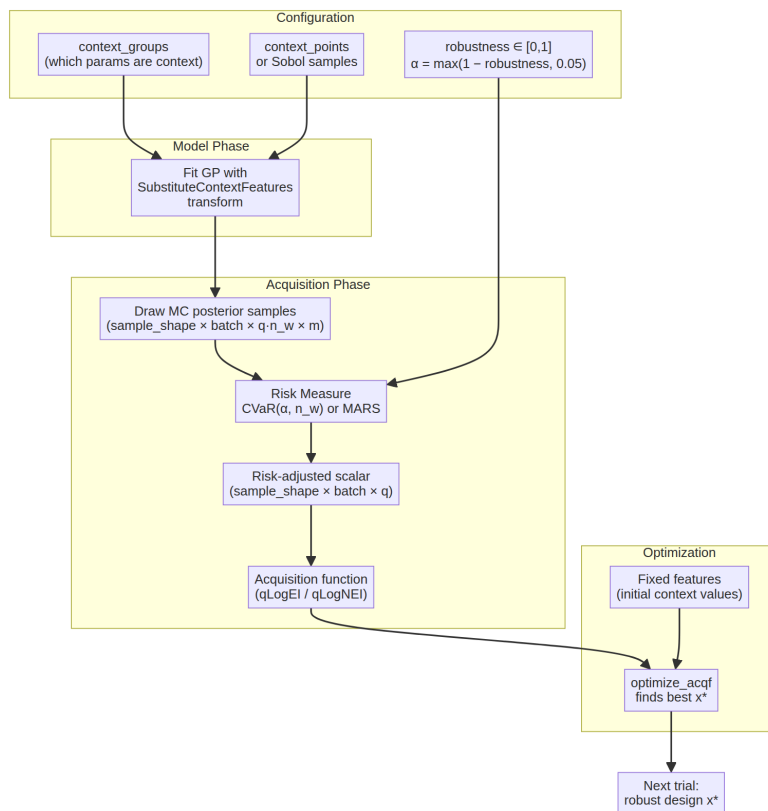 Configuration
context_groups
(which params are context)
context_points
or Sobol samples
robustness ∈ [0,1]
α = max(1 − robustness, 0.05)
Model Phase
Fit GP with
SubstituteContextFeatures
transform
Acquisition Phase
Draw MC posterior samples
(sample_shape × batch × q·n_w × m)
Risk Measure
CVaR(α, n_w) or MARS
Risk-adjusted scalar
(sample_shape × batch × q)
Acquisition function
(qLogEI / qLogNEI)
Optimization
Fixed features
(initial context values)
optimize_acqf
finds best x*
Next trial:
robust design x*